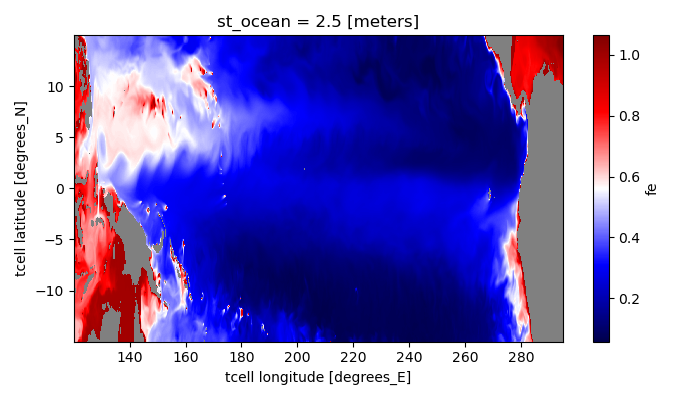 st_ocean = 2.5 [meters]
tcell latitude [degrees_N]
10
5
0
−5
−10
140 160 180 200 220 240 260 280
tcell longitude [degrees_E]
1.0
0.8
0.6
0.4
0.2
fe